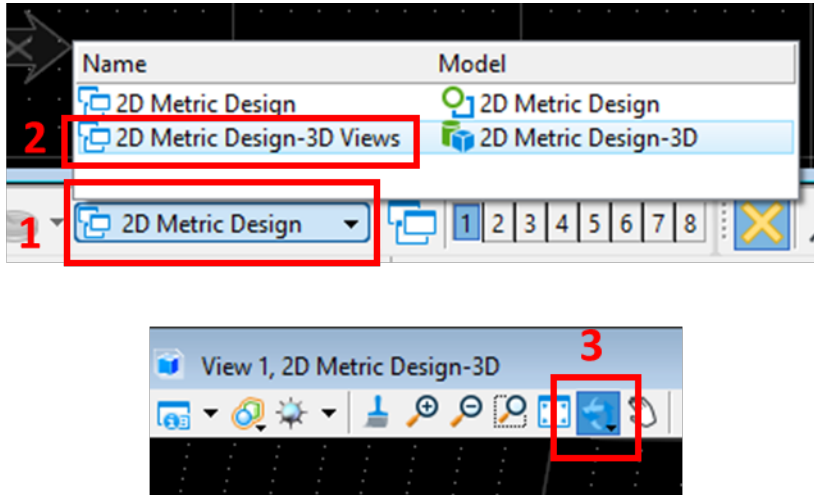 Name Model
2D Metric Design 2D Metric Design
2 2D Metric Design-3D Views 2D Metric Design-3D
1 2D Metric Design 1 2 3 4 5 6 7 8
3
View 1, 2D Metric Design-3D